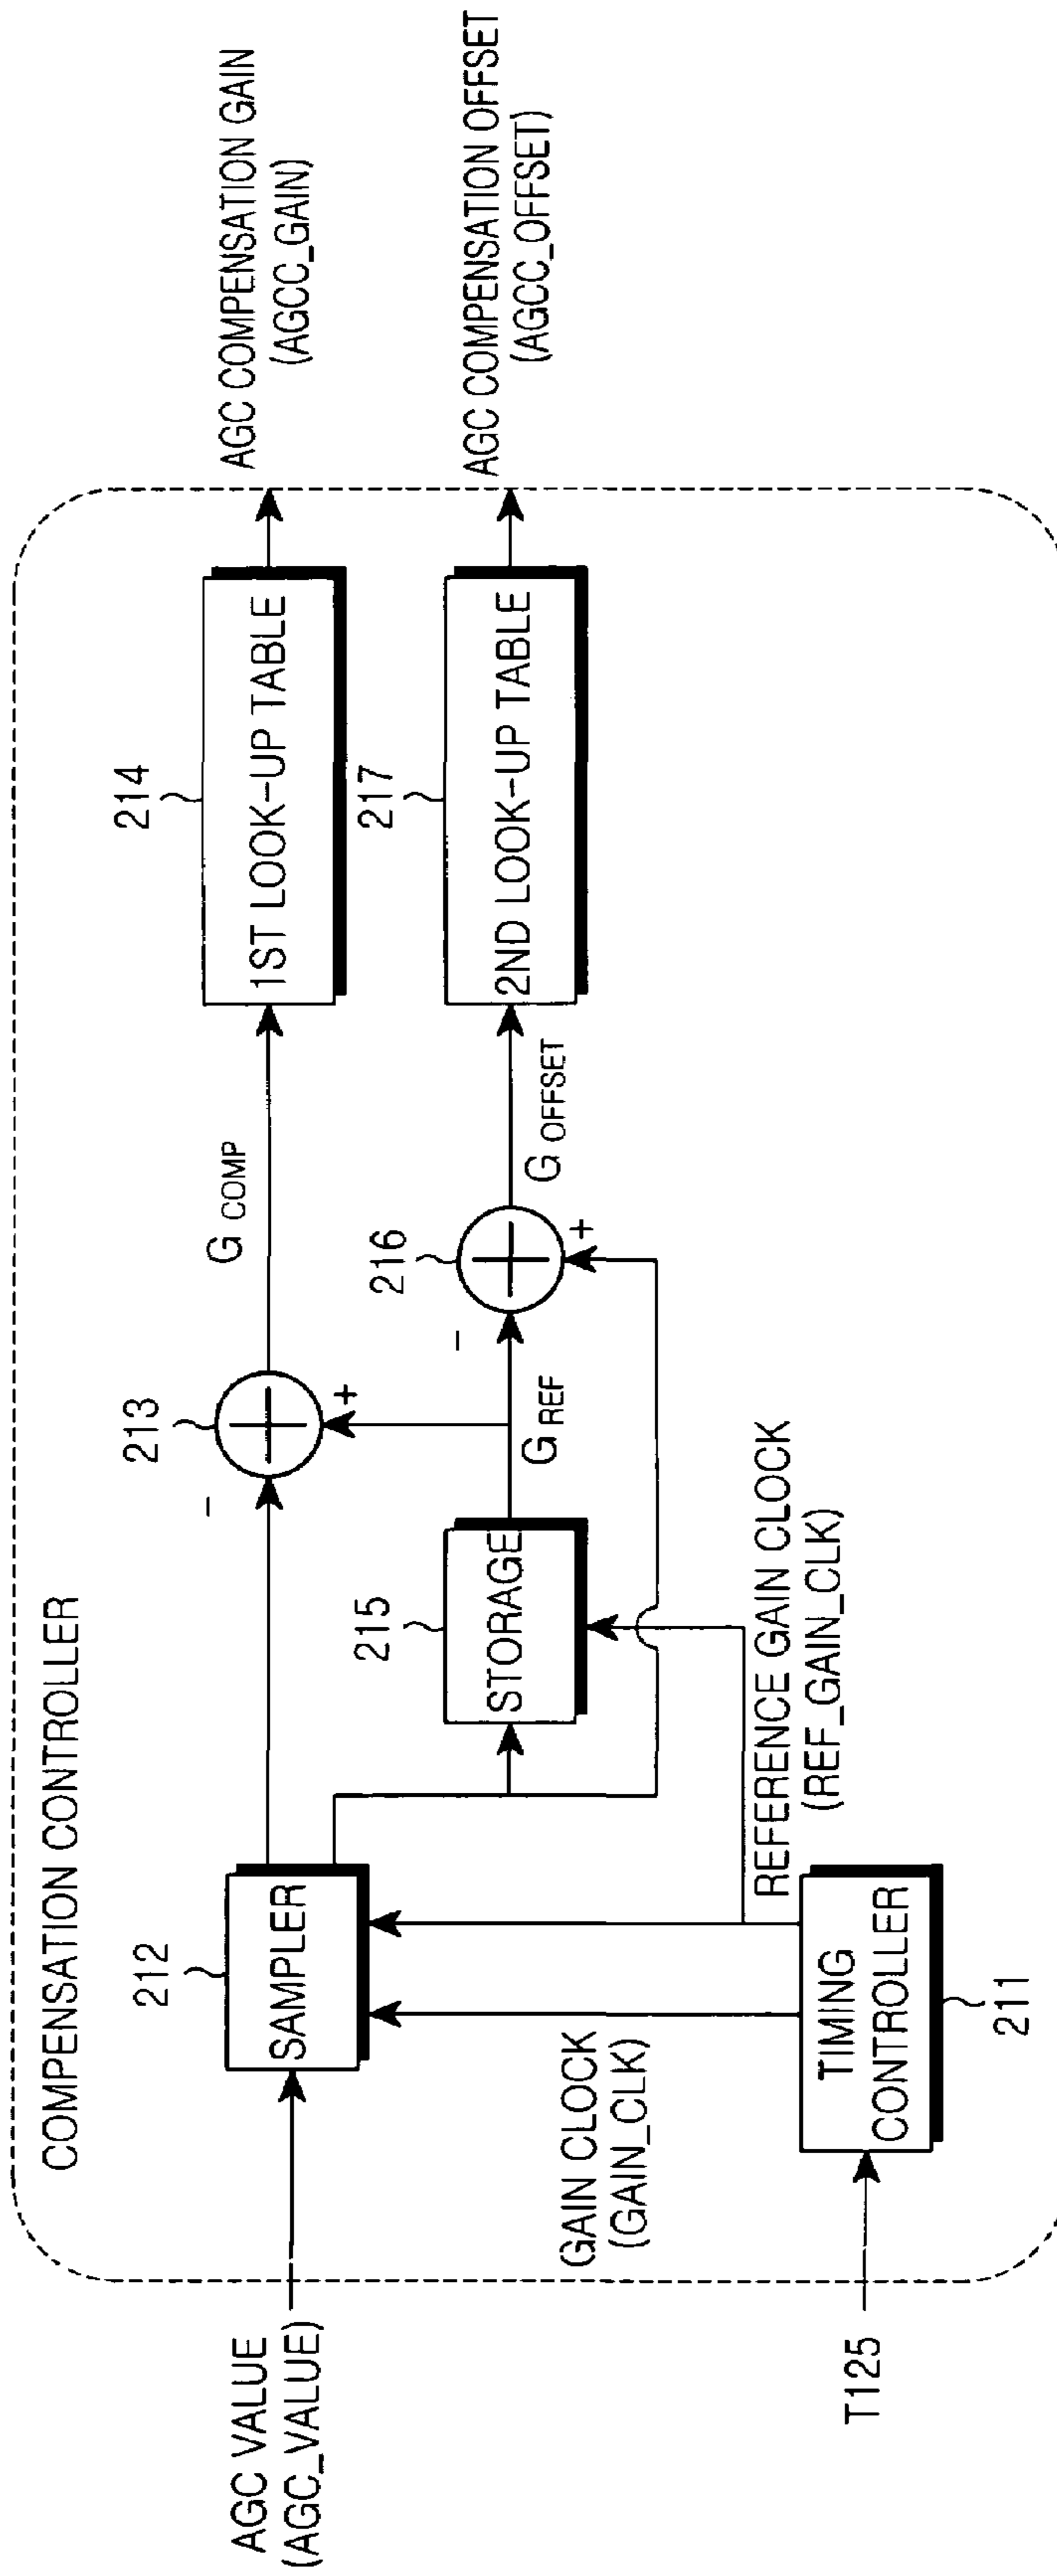 COMPENSATION CONTROLLER
AGC VALUE
(AGC_VALUE)
212
SAMPLER
213
-
+
G COMP
214
1ST LOOK-UP TABLE
AGC COMPENSATION GAIN
(AGCC_GAIN)
215
STORAGE
G REF
216
-
+
G OFFSET
217
2ND LOOK-UP TABLE
AGC COMPENSATION OFFSET
(AGCC_OFFSET)
GAIN CLOCK
(GAIN_CLK)
REFERENCE GAIN CLOCK
(REF_GAIN_CLK)
T125
TIMING
CONTROLLER
211